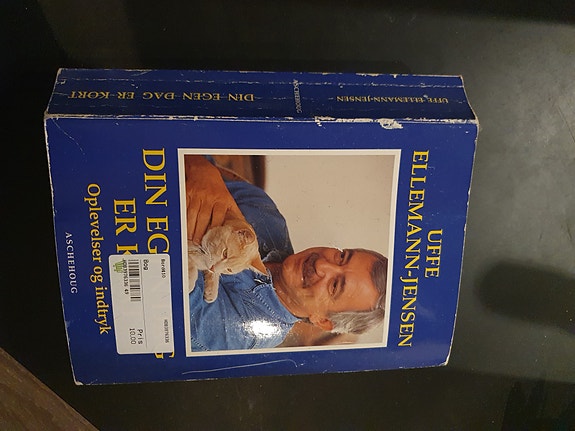 UFFE
ELLEMANN-JENSEN
DIN EG
ER K
T
Oplevelser og indtryk
ASCHEHOUG
Bog
Pris
10,00
UFFE ELLEMANN-JENSEN
ASCHEHOUG
DIN EGEN DAG ER KORT